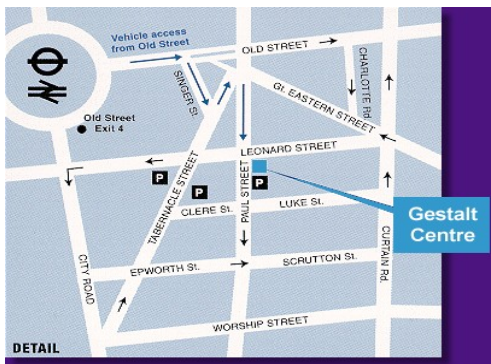 Vehicle access
from Old Street
OLD STREET
SINGER St.
CHARLOTTE Rd
Gt. EASTERN STREET
Old Street
Exit 4
LEONARD STREET
P
P
P
TABERNACLE STREET
PAUL STREET
CLERE St.
LUKE St.
Gestalt
Centre
CITY ROAD
CURTAIN Rd.
EPWORTH St.
SCRUTTON St.
WORSHIP STREET
DETAIL